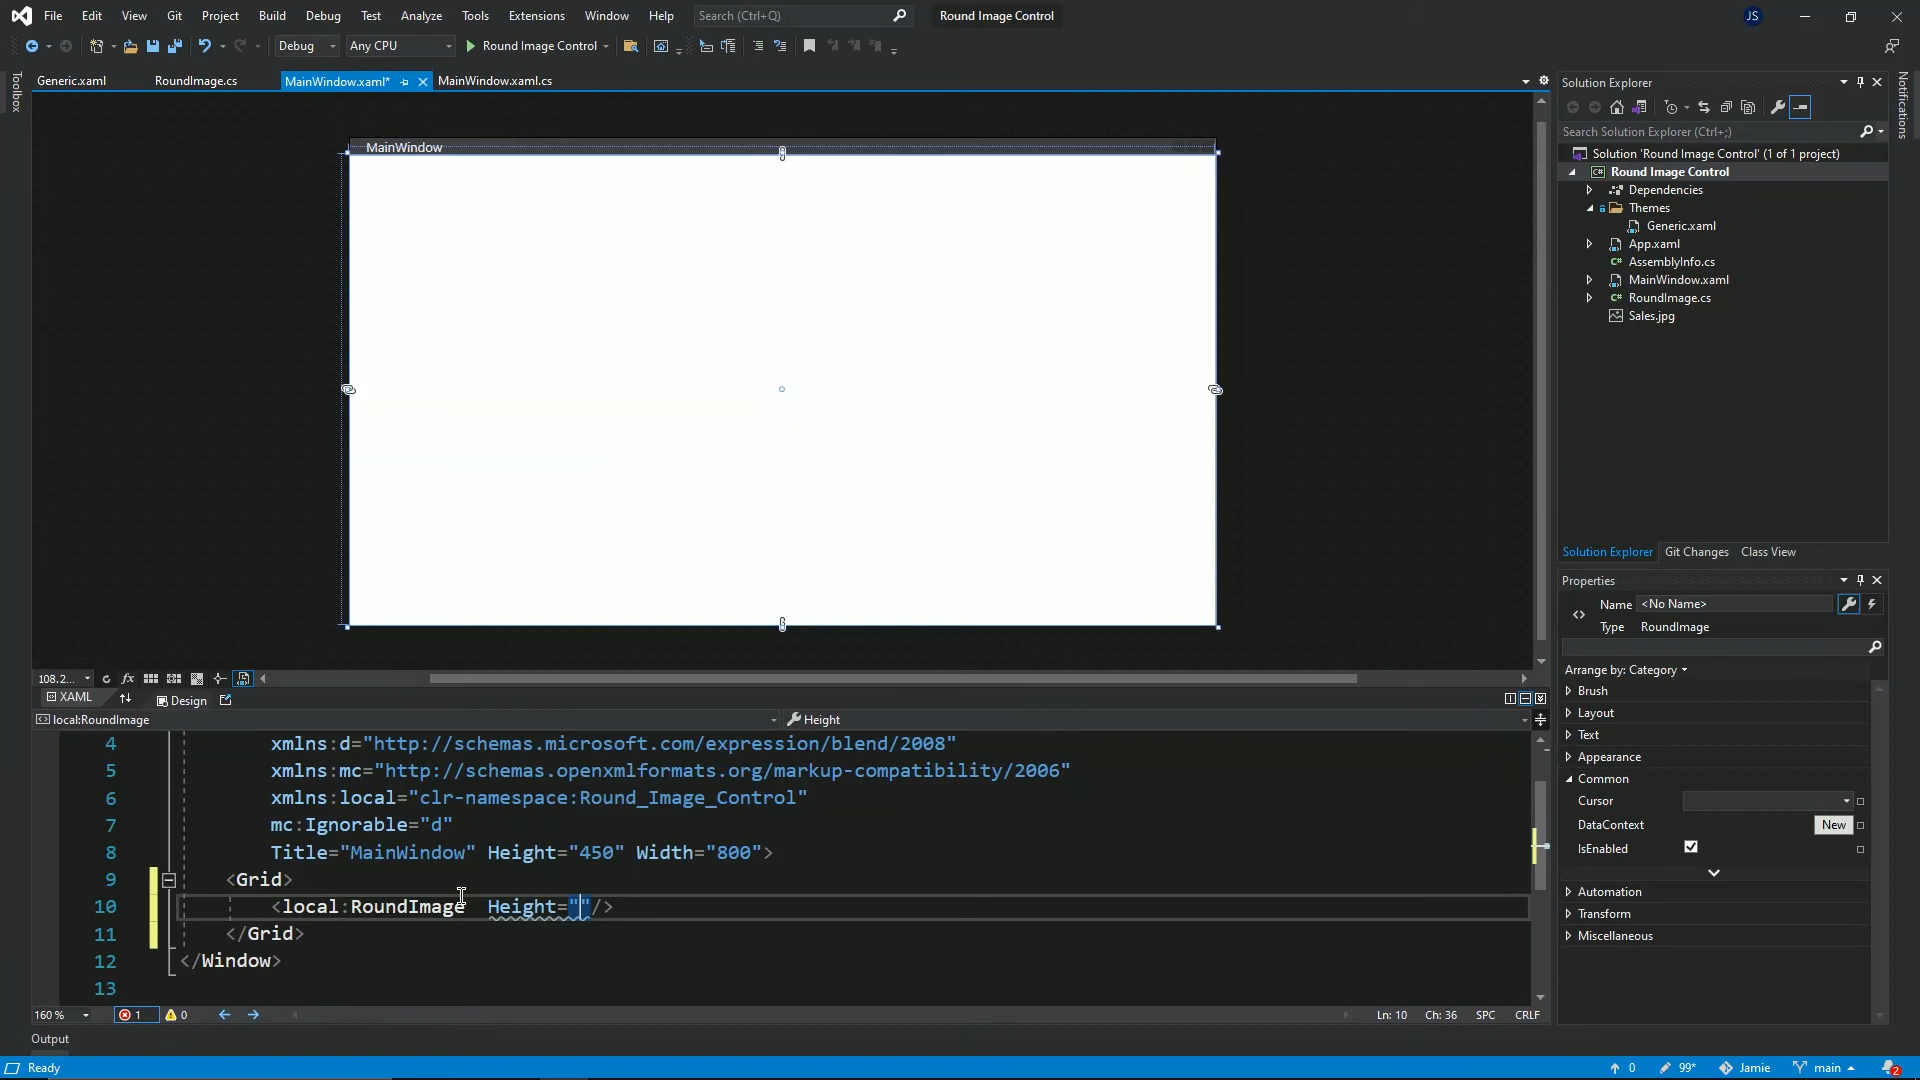 File Edit View Git Project Build Debug Test Analyze Tools Extensions Window Help Search (Ctrl+Q) Round Image Control JS
Debug Any CPU Round Image Control
Generic.xaml RoundImage.cs MainWindow.xaml* MainWindow.xaml.cs
Toolbox
MainWindow
108.2...
XAML Design
local:RoundImage Height
4 xmlns:d="http://schemas.microsoft.com/expression/blend/2008"
5 xmlns:mc="http://schemas.openxmlformats.org/markup-compatibility/2006"
6 xmlns:local="clr-namespace:Round_Image_Control"
7 mc:Ignorable="d"
8 Title="MainWindow" Height="450" Width="800">
9 <Grid>
10 <local:RoundImage Height=""/>
11 </Grid>
12 </Window>
13
160 % 1 0 Ln: 10 Ch: 36 SPC CRLF
Output
Ready 0 99* Jamie main 2
Solution Explorer
Search Solution Explorer (Ctrl+;)
Solution 'Round Image Control' (1 of 1 project)
Round Image Control
Dependencies
Themes
Generic.xaml
App.xaml
AssemblyInfo.cs
MainWindow.xaml
RoundImage.cs
Sales.jpg
Solution Explorer Git Changes Class View
Properties
Name <No Name>
Type RoundImage
Arrange by: Category
Brush
Layout
Text
Appearance
Common
Cursor
DataContext New
IsEnabled
Automation
Transform
Miscellaneous
Notifications